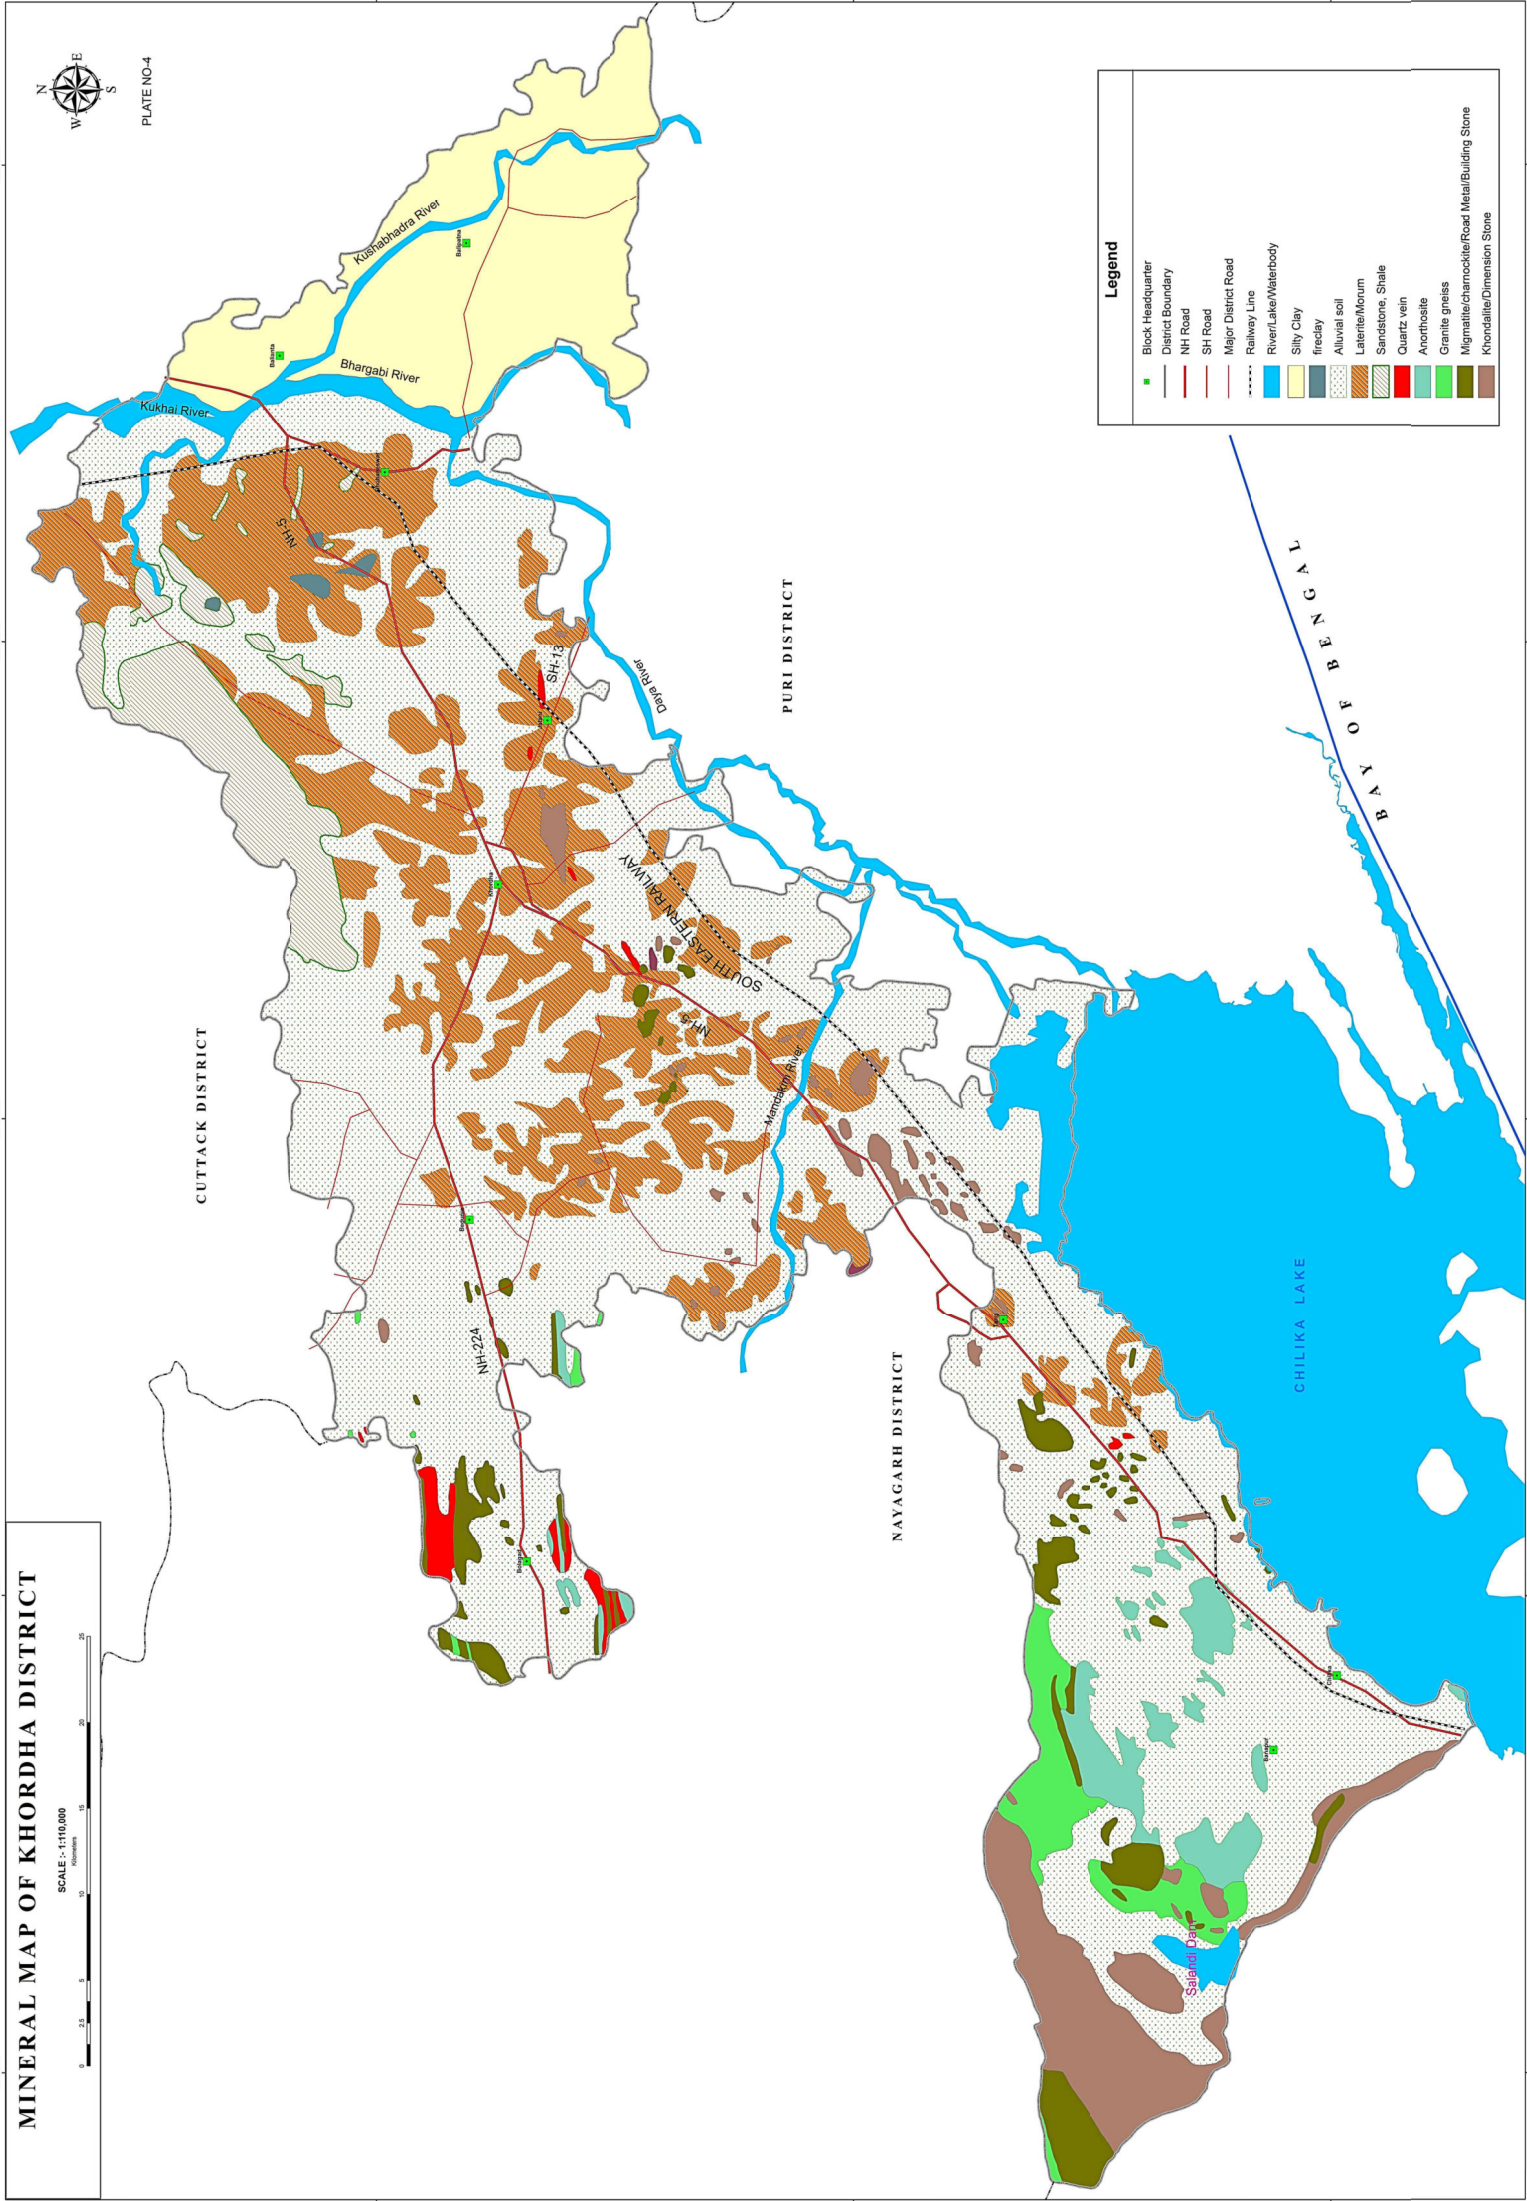 MINERAL MAP OF KHORDHA DISTRICT
SCALE :- 1:110,000
0 2.5 5 10 15 20 25
Kilometers
N
W E
S
PLATE NO-4
CUTTACK DISTRICT
NAYAGARH DISTRICT
PURI DISTRICT
BAY OF BENGAL
CHILIKA LAKE
Kushabhadra River
Bhargabi River
Kukhai River
Daya River
Mandakini River
Salandi Dam
SOUTH EASTERN RAILWAY
NH-5
NH-5
NH-224
SH-13
Balianta
Balipatna
Bolagad
Banapur
Legend
Block Headquarter
District Boundary
NH Road
SH Road
Major District Road
Railway Line
River/Lake/Waterbody
Silty Clay
fireclay
Alluvial soil
Laterite/Morum
Sandstone, Shale
Quartz vein
Anorthosite
Granite gneiss
Migmatite/charnockite/Road Metal/Building Stone
Khondalite/Dimension Stone